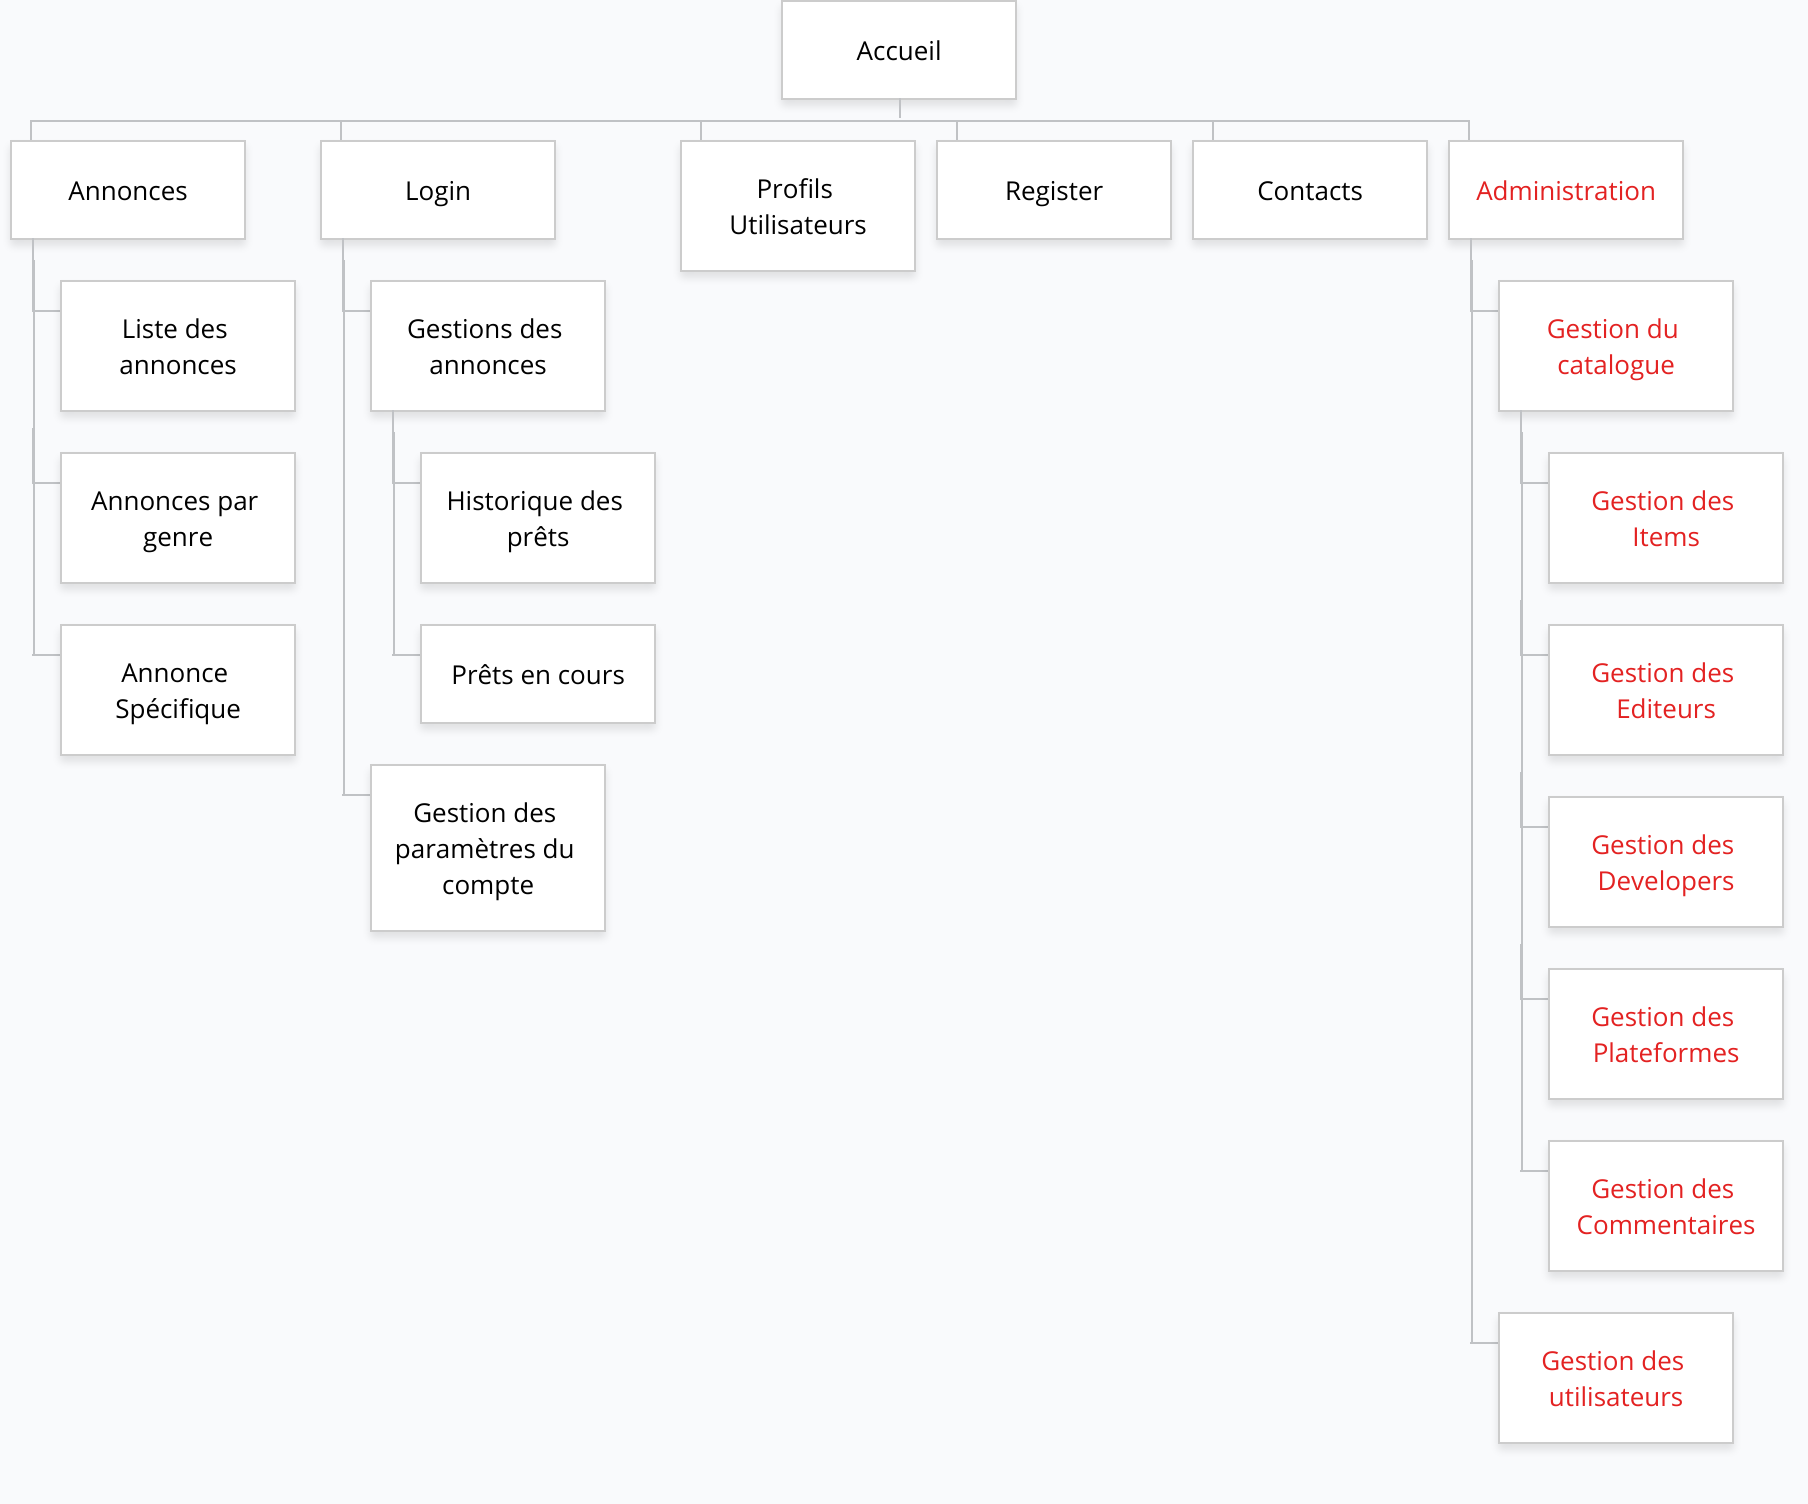 Accueil
Annonces
Login
Profils
Utilisateurs
Register
Contacts
Administration
Liste des
annonces
Annonces par
genre
Annonce
Spécifique
Gestions des
annonces
Historique des
prêts
Prêts en cours
Gestion des
paramètres du
compte
Gestion du
catalogue
Gestion des
Items
Gestion des
Editeurs
Gestion des
Developers
Gestion des
Plateformes
Gestion des
Commentaires
Gestion des
utilisateurs